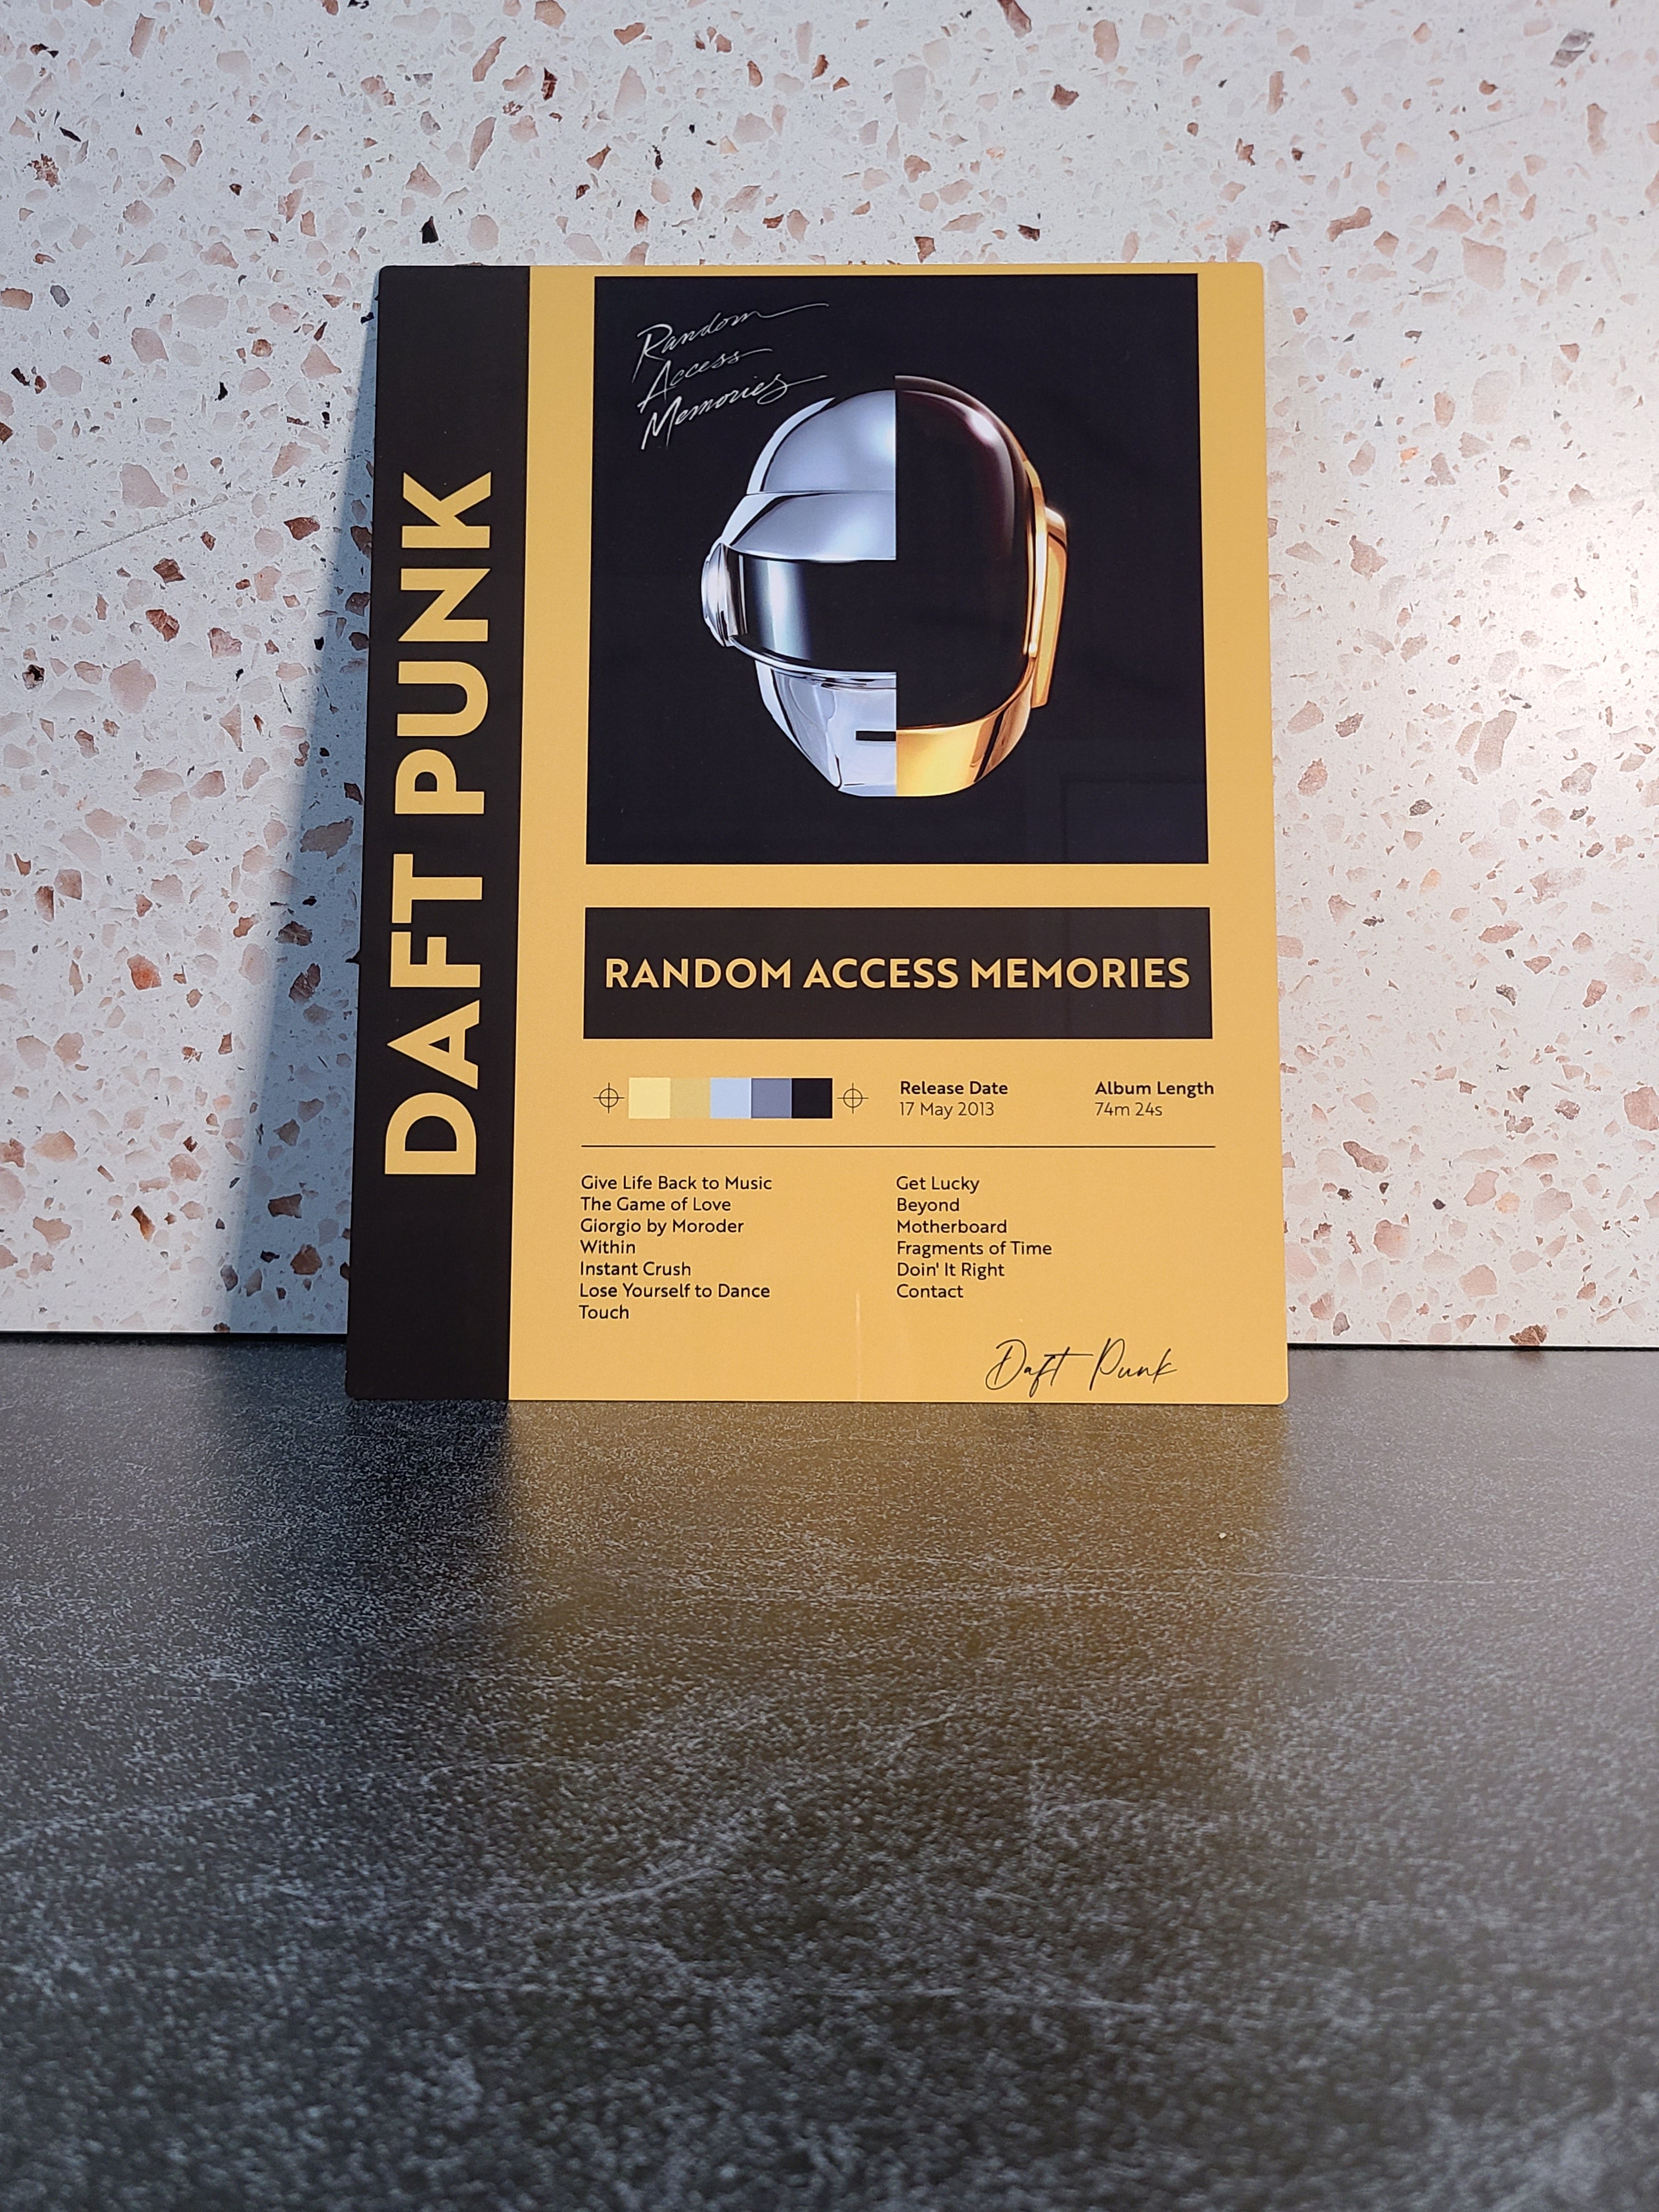 DAFT PUNK
Random
Access
Memories
RANDOM ACCESS MEMORIES
Release Date
17 May 2013
Album Length
74m 24s
Give Life Back to Music
The Game of Love
Giorgio by Moroder
Within
Instant Crush
Lose Yourself to Dance
Touch
Get Lucky
Beyond
Motherboard
Fragments of Time
Doin' It Right
Contact
Daft Punk